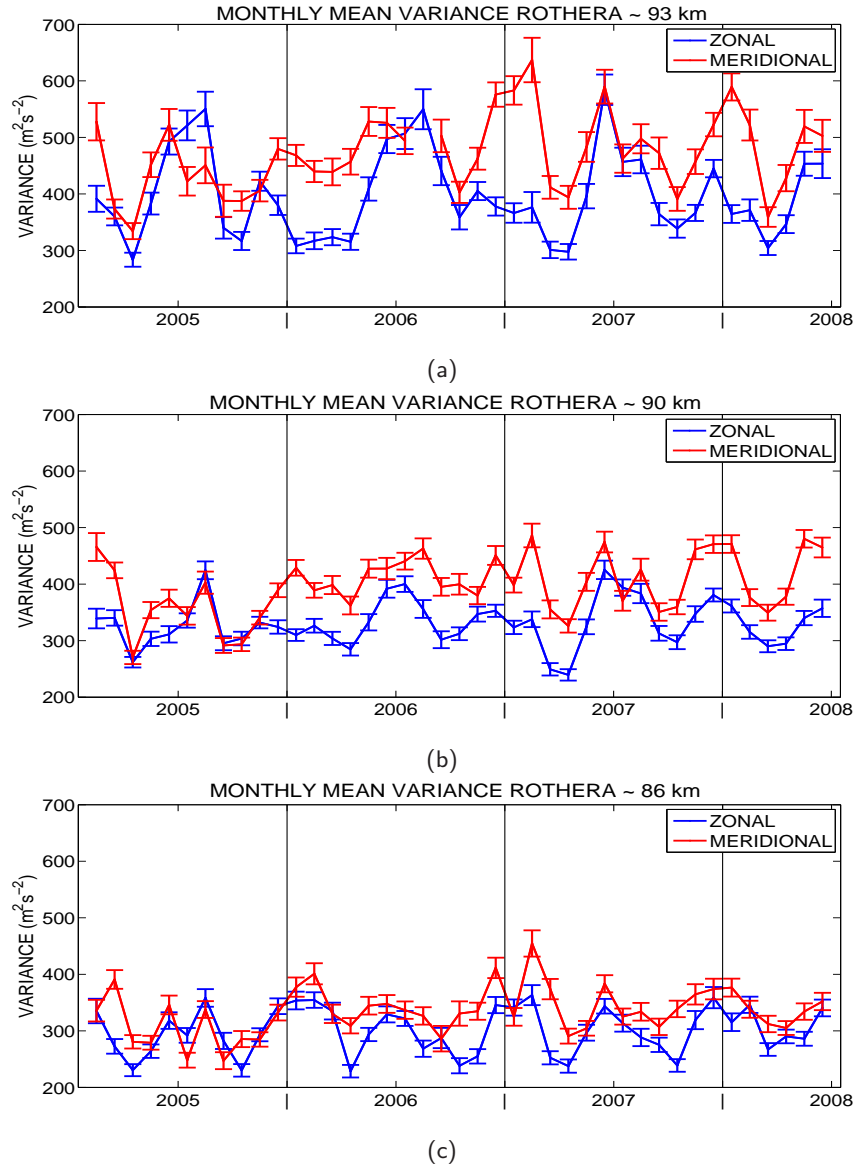 MONTHLY MEAN VARIANCE ROTHERA ~ 93 km
700
600
500
400
300
200
VARIANCE (m²s⁻²)
ZONAL
MERIDIONAL
2005 | 2006 | 2007 | 2008
(a)
MONTHLY MEAN VARIANCE ROTHERA ~ 90 km
700
600
500
400
300
200
VARIANCE (m²s⁻²)
ZONAL
MERIDIONAL
2005 | 2006 | 2007 | 2008
(b)
MONTHLY MEAN VARIANCE ROTHERA ~ 86 km
700
600
500
400
300
200
VARIANCE (m²s⁻²)
ZONAL
MERIDIONAL
2005 | 2006 | 2007 | 2008
(c)